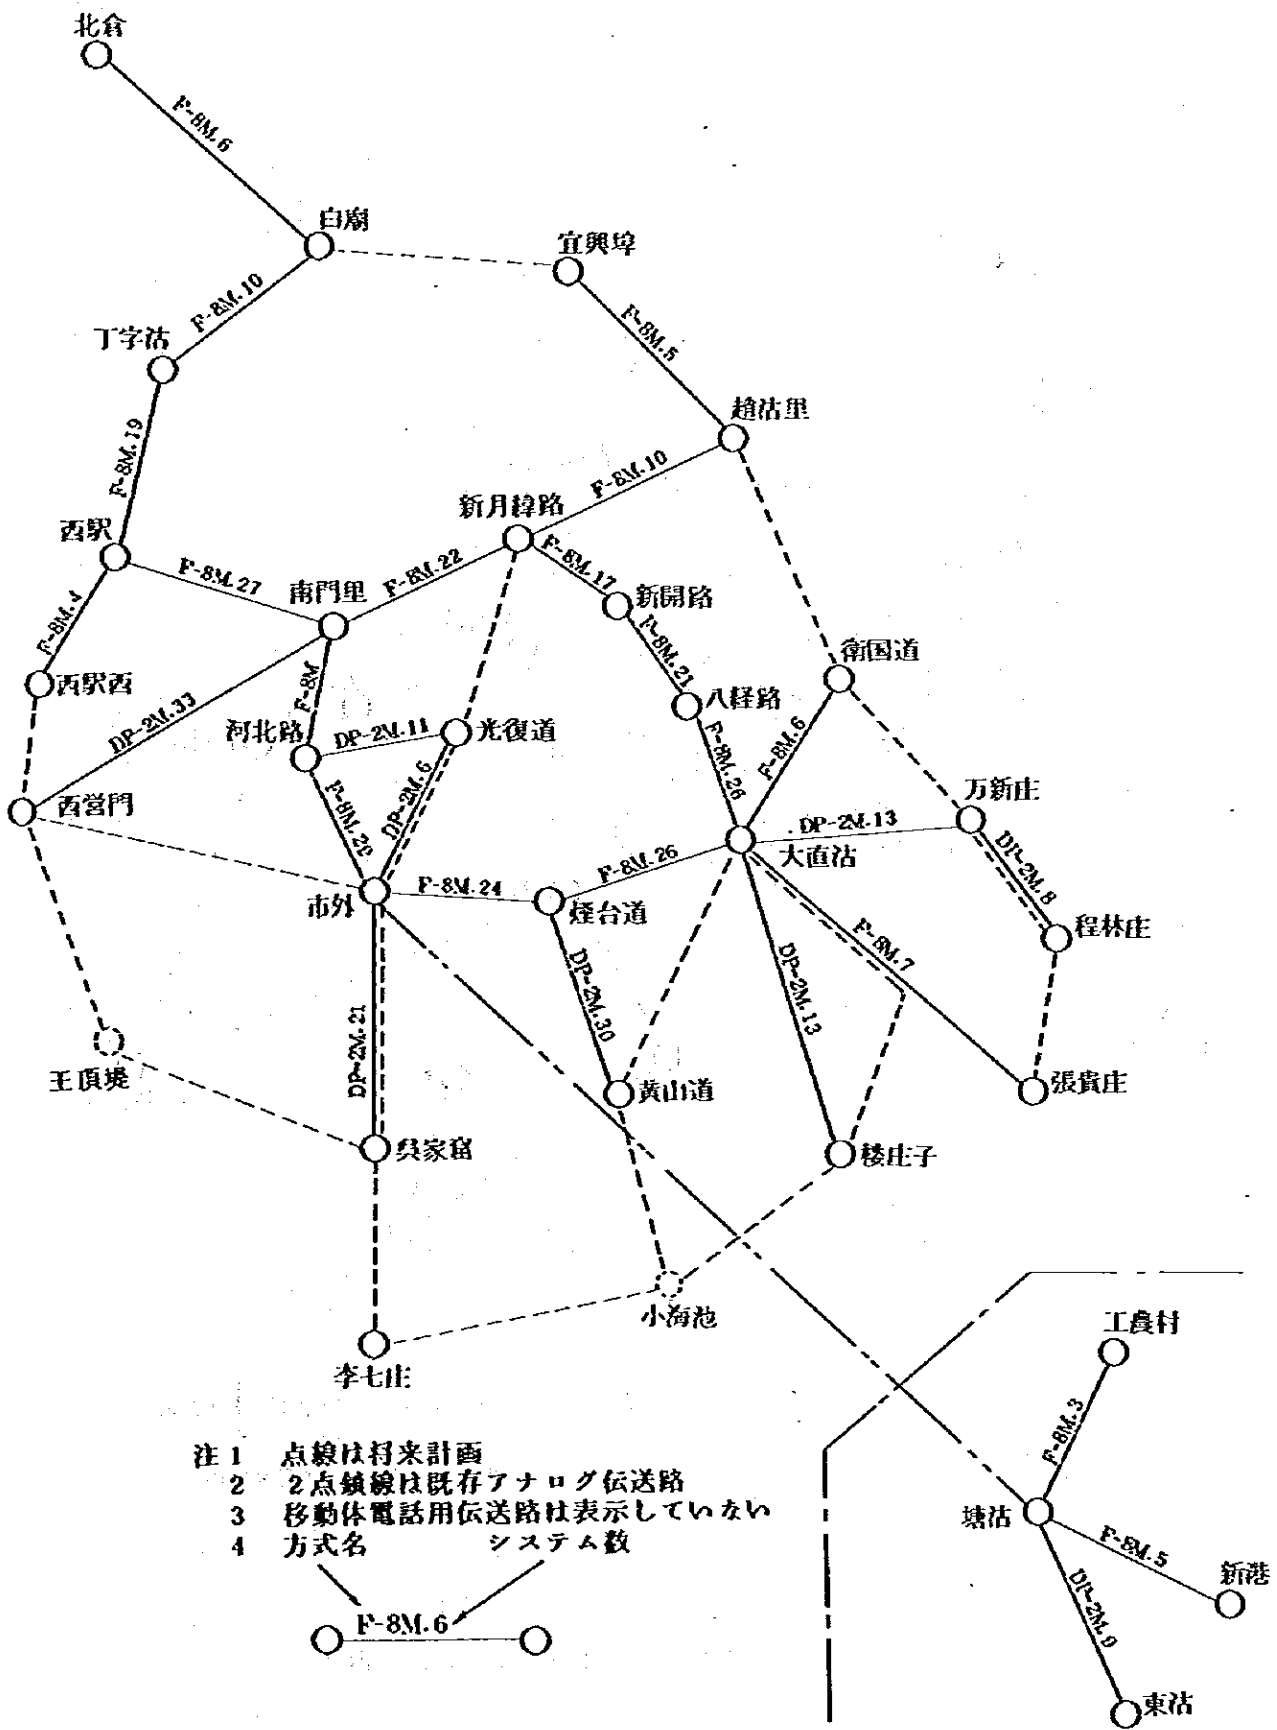 北倉
F-8M.6
白廟
宜興埠
F-8M.10
丁字沽
F-8M.5
趙沽里
F-8M.19
F-8M.10
新月緯路
西駅
F-8M.27
F-8M.22
F-8M.17
南門里
新開路
F-8M.4
F-8M.21
衛国道
西駅西
F-8M
八経路
DP-2M.33
河北路
DP-2M.11
光復道
F-8M.6
F-8M.26
西営門
F-8M.20
DP-2M.6
万新庄
DP-2M.13
大直沽
F-8M.26
DP-2M.8
市外
F-8M.24
煙台道
程林庄
F-8M.7
DP-2M.30
DP-2M.13
DP-2M.21
王頂堤
黄山道
張貴庄
呉家窑
楼庄子
小海池
李七庄
工農村
注 1 点線は将来計画
2 2点鎖線は既存アナログ伝送路
3 移動体電話用伝送路は表示していない
4 方式名 システム数
F-8M.6
F-8M.3
塘沽
F-8M.5
新港
DP-2M.9
東沽